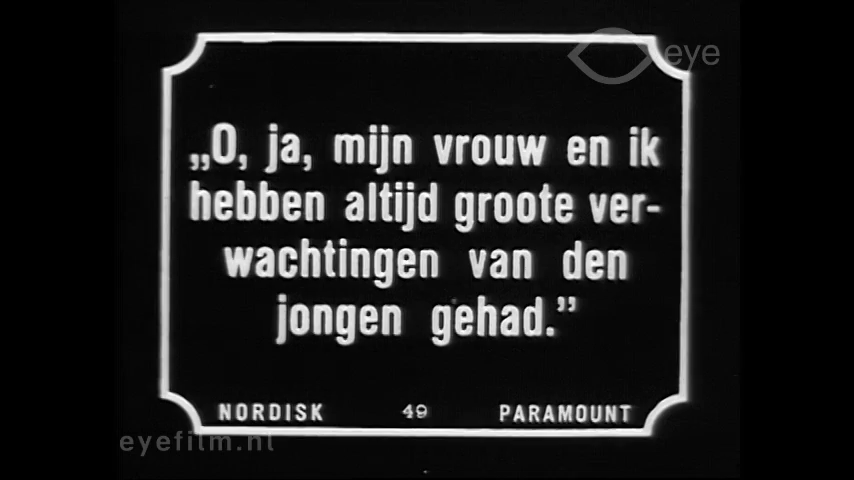 eye
„O, ja, mijn vrouw en ik
hebben altijd groote ver-
wachtingen van den
jongen gehad.”
NORDISK 49 PARAMOUNT
eyefilm.nl